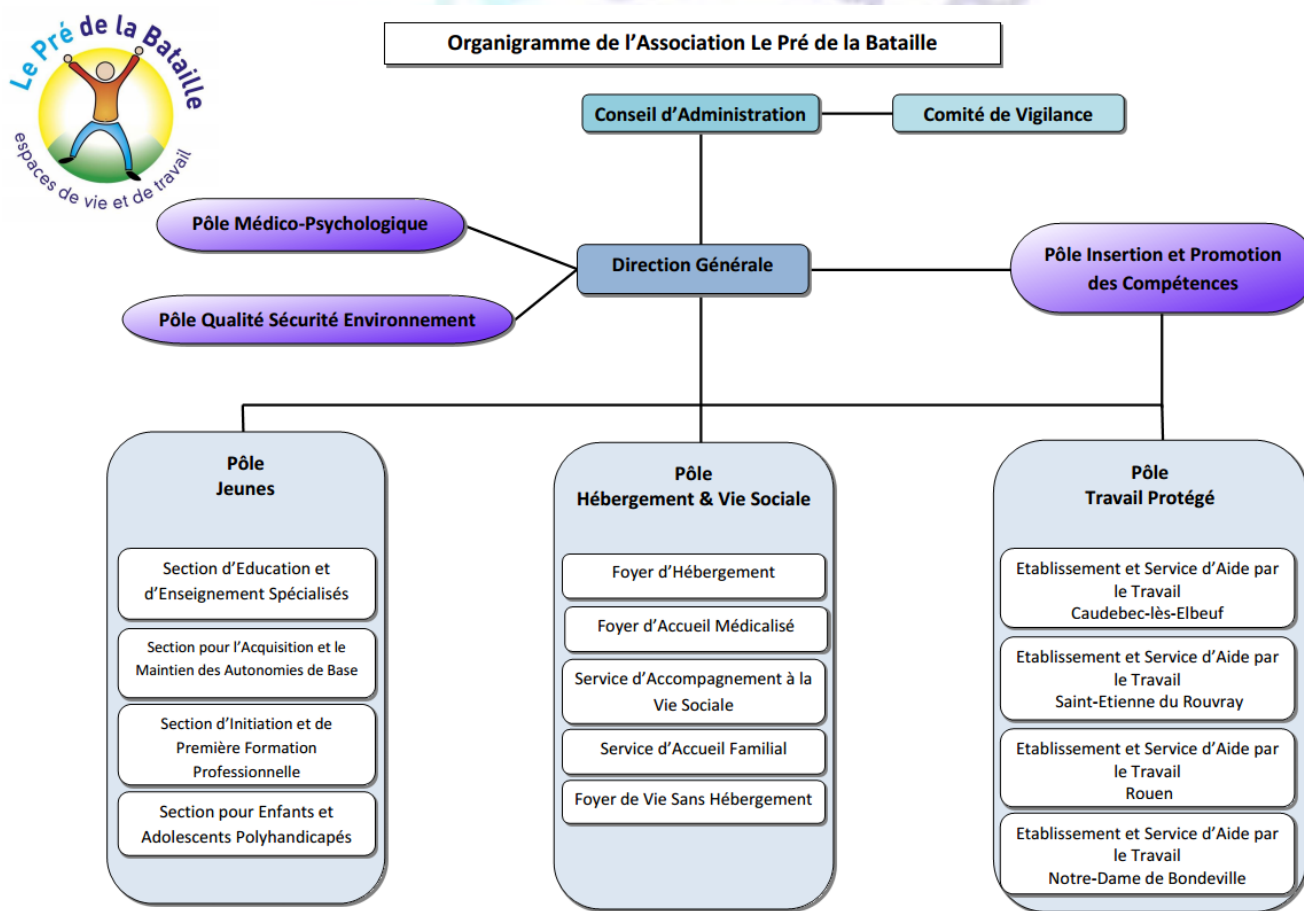 Le Pré de la Bataille
espaces de vie et de travail
Organigramme de l'Association Le Pré de la Bataille
Conseil d'Administration
Comité de Vigilance
Pôle Médico-Psychologique
Direction Générale
Pôle Insertion et Promotion
des Compétences
Pôle Qualité Sécurité Environnement
Pôle
Jeunes
Section d'Education et
d'Enseignement Spécialisés
Section pour l'Acquisition et le
Maintien des Autonomies de Base
Section d'Initiation et de
Première Formation
Professionnelle
Section pour Enfants et
Adolescents Polyhandicapés
Pôle
Hébergement & Vie Sociale
Foyer d'Hébergement
Foyer d'Accueil Médicalisé
Service d'Accompagnement à la
Vie Sociale
Service d'Accueil Familial
Foyer de Vie Sans Hébergement
Pôle
Travail Protégé
Etablissement et Service d'Aide par
le Travail
Caudebec-lès-Elbeuf
Etablissement et Service d'Aide par
le Travail
Saint-Etienne du Rouvray
Etablissement et Service d'Aide par
le Travail
Rouen
Etablissement et Service d'Aide par
le Travail
Notre-Dame de Bondeville